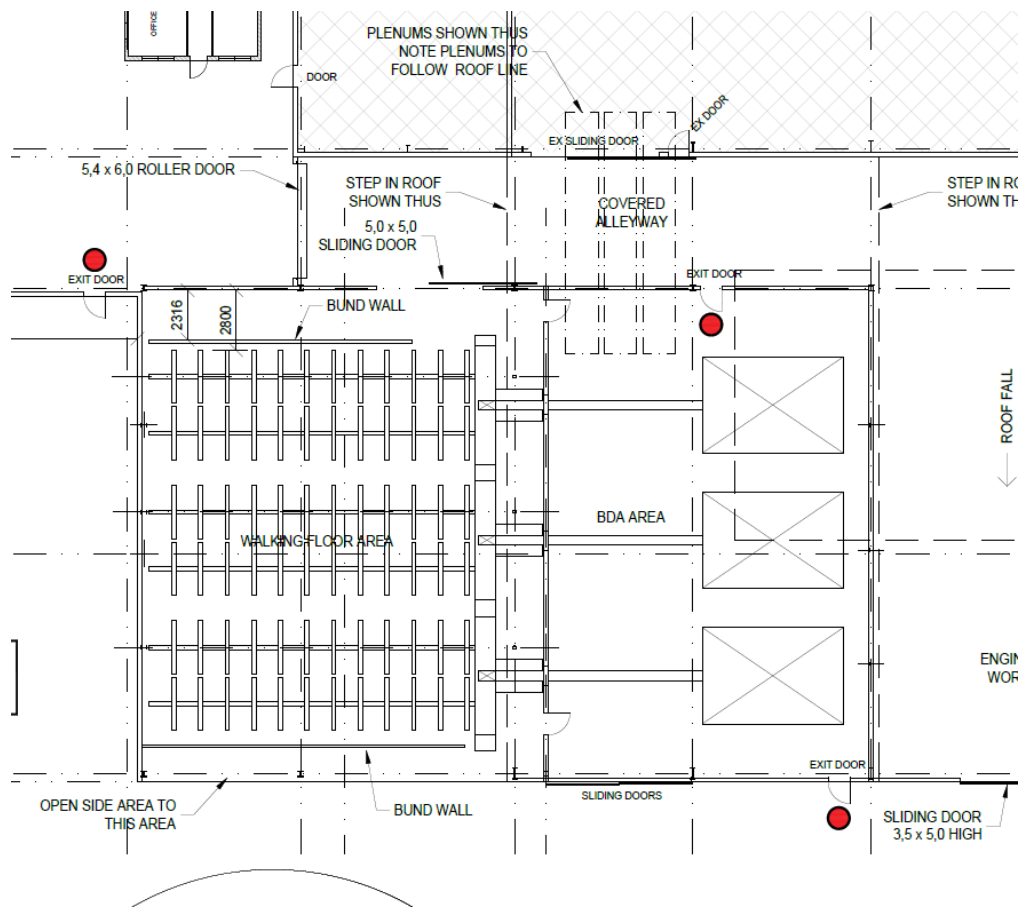 OFFICE
PLENUMS SHOWN THUS
NOTE PLENUMS TO
FOLLOW ROOF LINE
DOOR
EX DOOR
EX SLIDING DOOR
5,4 x 6,0 ROLLER DOOR
STEP IN ROOF
SHOWN THUS
COVERED
ALLEYWAY
STEP IN RO
SHOWN TH
5,0 x 5,0
SLIDING DOOR
EXIT DOOR
EXIT DOOR
2316
2800
BUND WALL
ROOF FALL
WALKING FLOOR AREA
BDA AREA
ENGIN
WOR
EXIT DOOR
SLIDING DOORS
OPEN SIDE AREA TO
THIS AREA
BUND WALL
SLIDING DOOR
3,5 x 5,0 HIGH